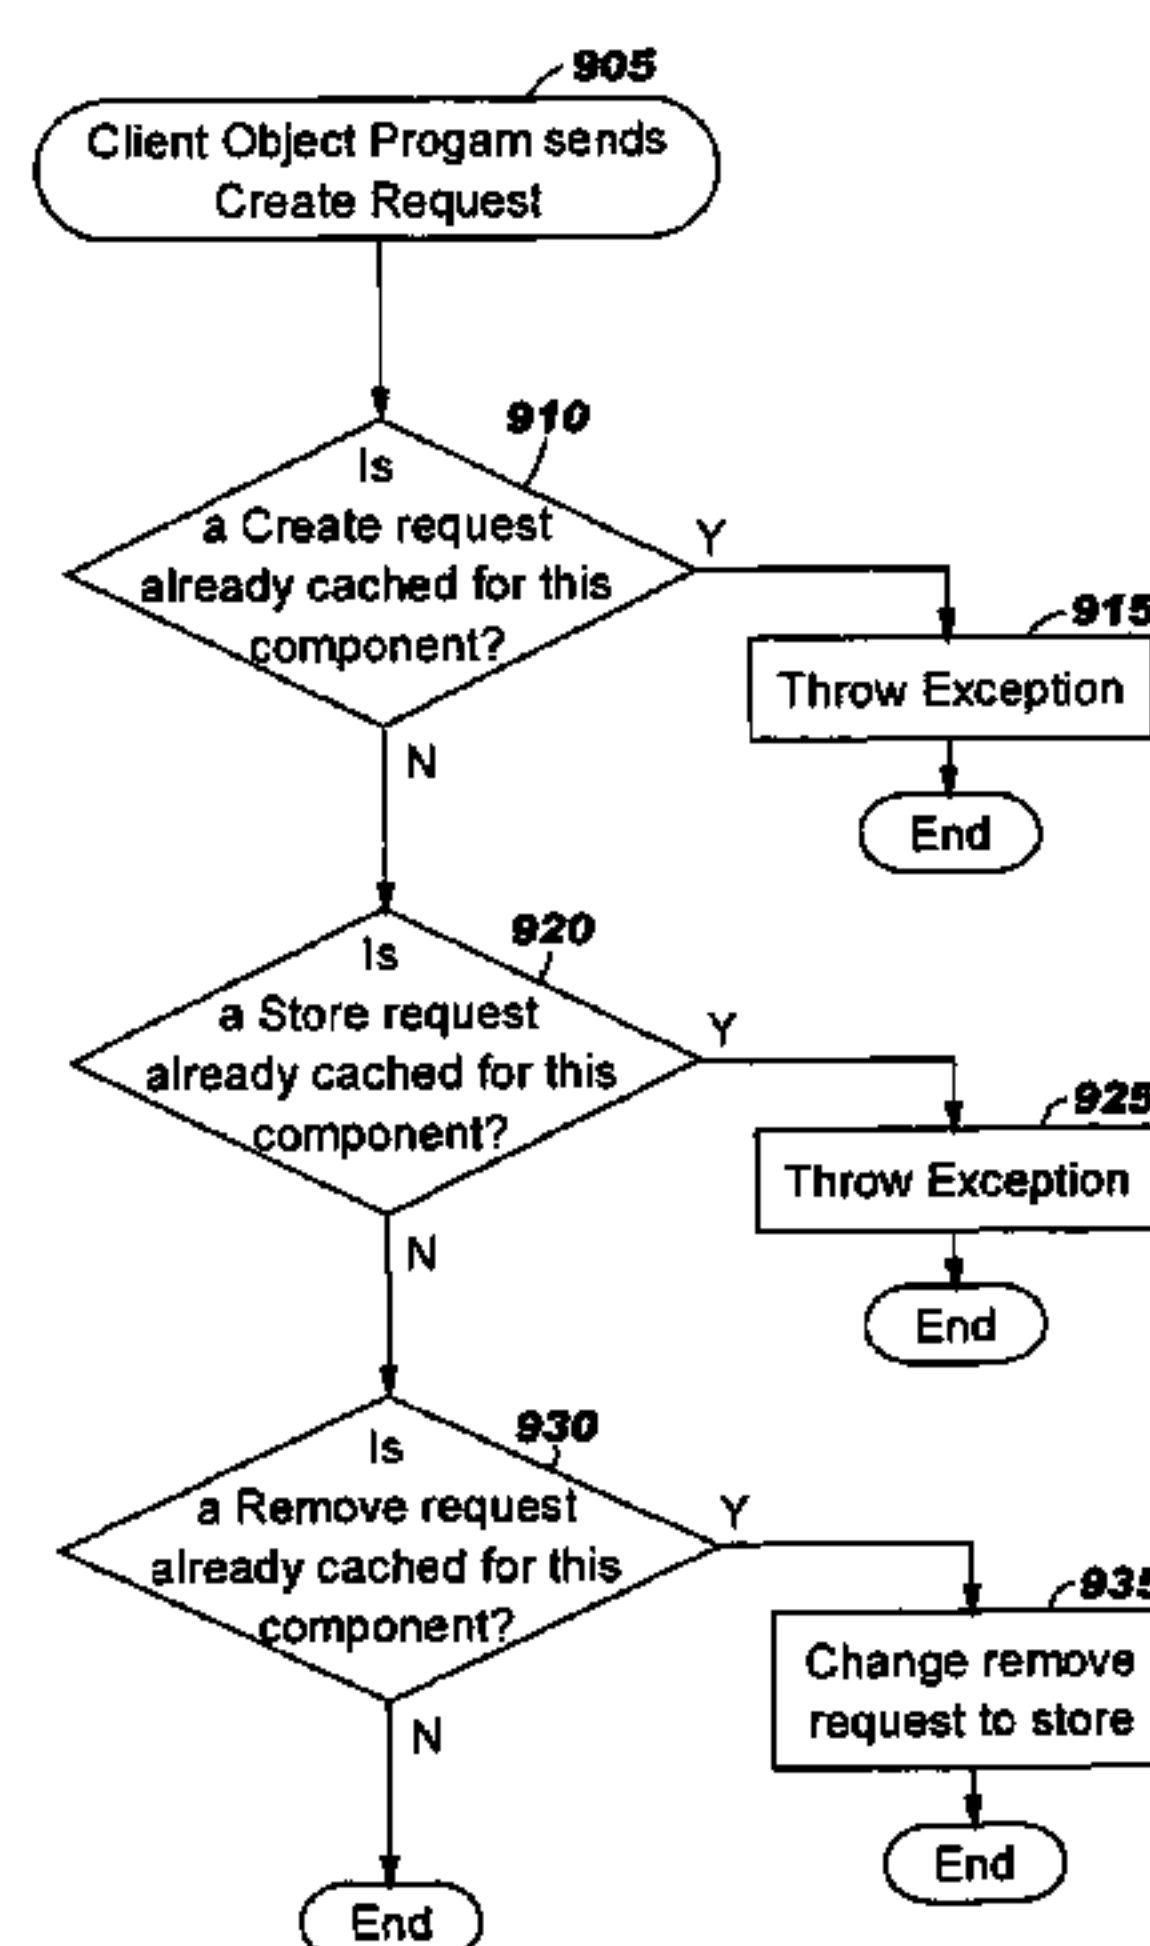 905
Client Object Progam sends
Create Request
910
Is
a Create request
already cached for this
component?
Y
N
915
Throw Exception
End
920
Is
a Store request
already cached for this
component?
Y
N
925
Throw Exception
End
930
Is
a Remove request
already cached for this
component?
Y
N
935
Change remove
request to store
End
End